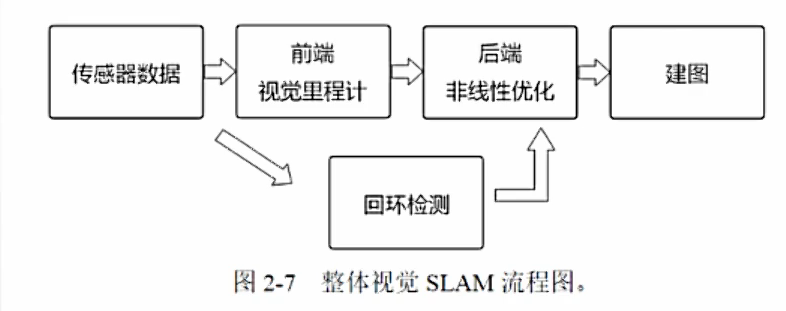 传感器数据
前端
视觉里程计
后端
非线性优化
建图
回环检测
图 2-7 整体视觉 SLAM 流程图。